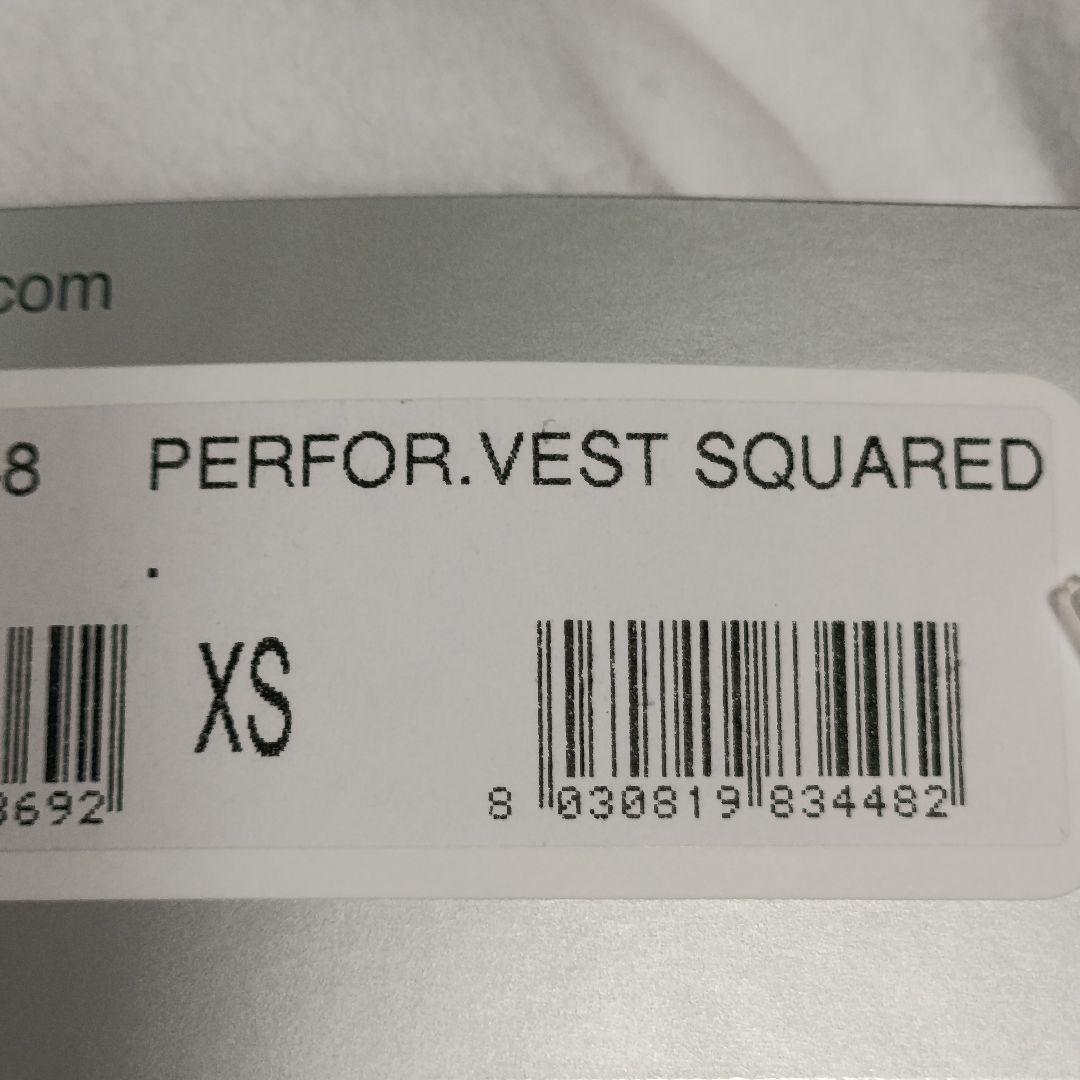 .com
8 PERFOR.VEST SQUARED
.
XS
3692 8 030819 834482